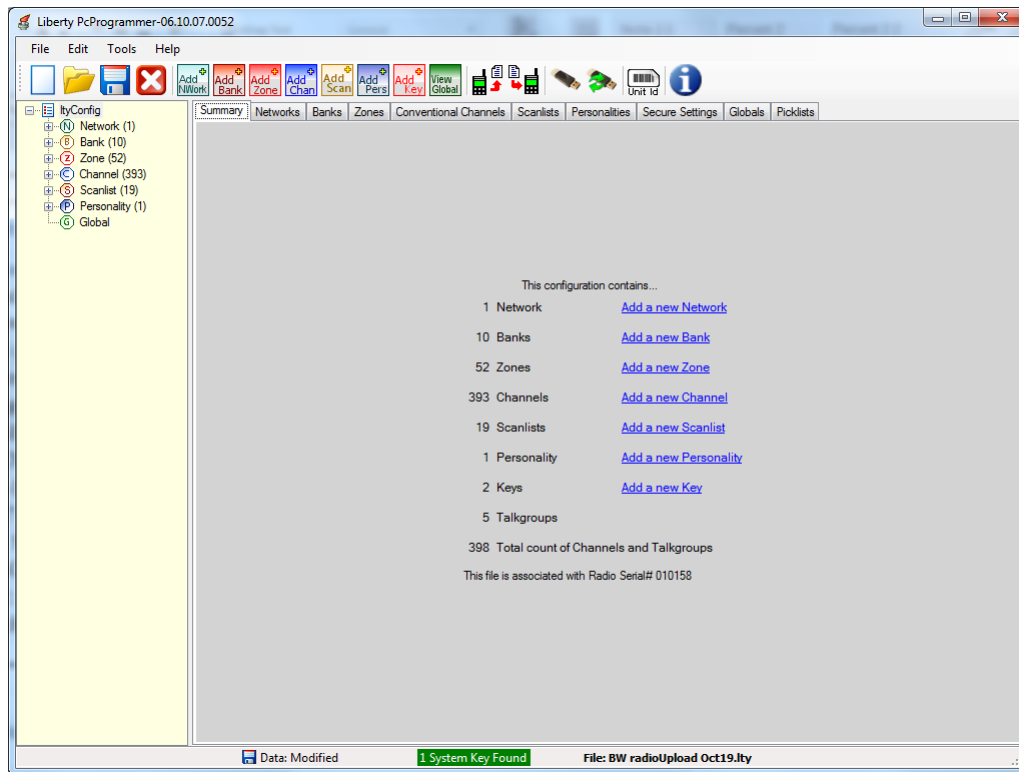 Liberty PcProgrammer-06.10.07.0052
File Edit Tools Help
Add NWork Add Bank Add Zone Add Chan Add Scan Add Pers Add Key View Global Unit Id
ltyConfig
Network (1)
Bank (10)
Zone (52)
Channel (393)
Scanlist (19)
Personality (1)
Global
Summary Networks Banks Zones Conventional Channels Scanlists Personalities Secure Settings Globals Picklists
This configuration contains...
1 Network Add a new Network
10 Banks Add a new Bank
52 Zones Add a new Zone
393 Channels Add a new Channel
19 Scanlists Add a new Scanlist
1 Personality Add a new Personality
2 Keys Add a new Key
5 Talkgroups
398 Total count of Channels and Talkgroups
This file is associated with Radio Serial# 010158
Data: Modified 1 System Key Found File: BW radioUpload Oct19.lty